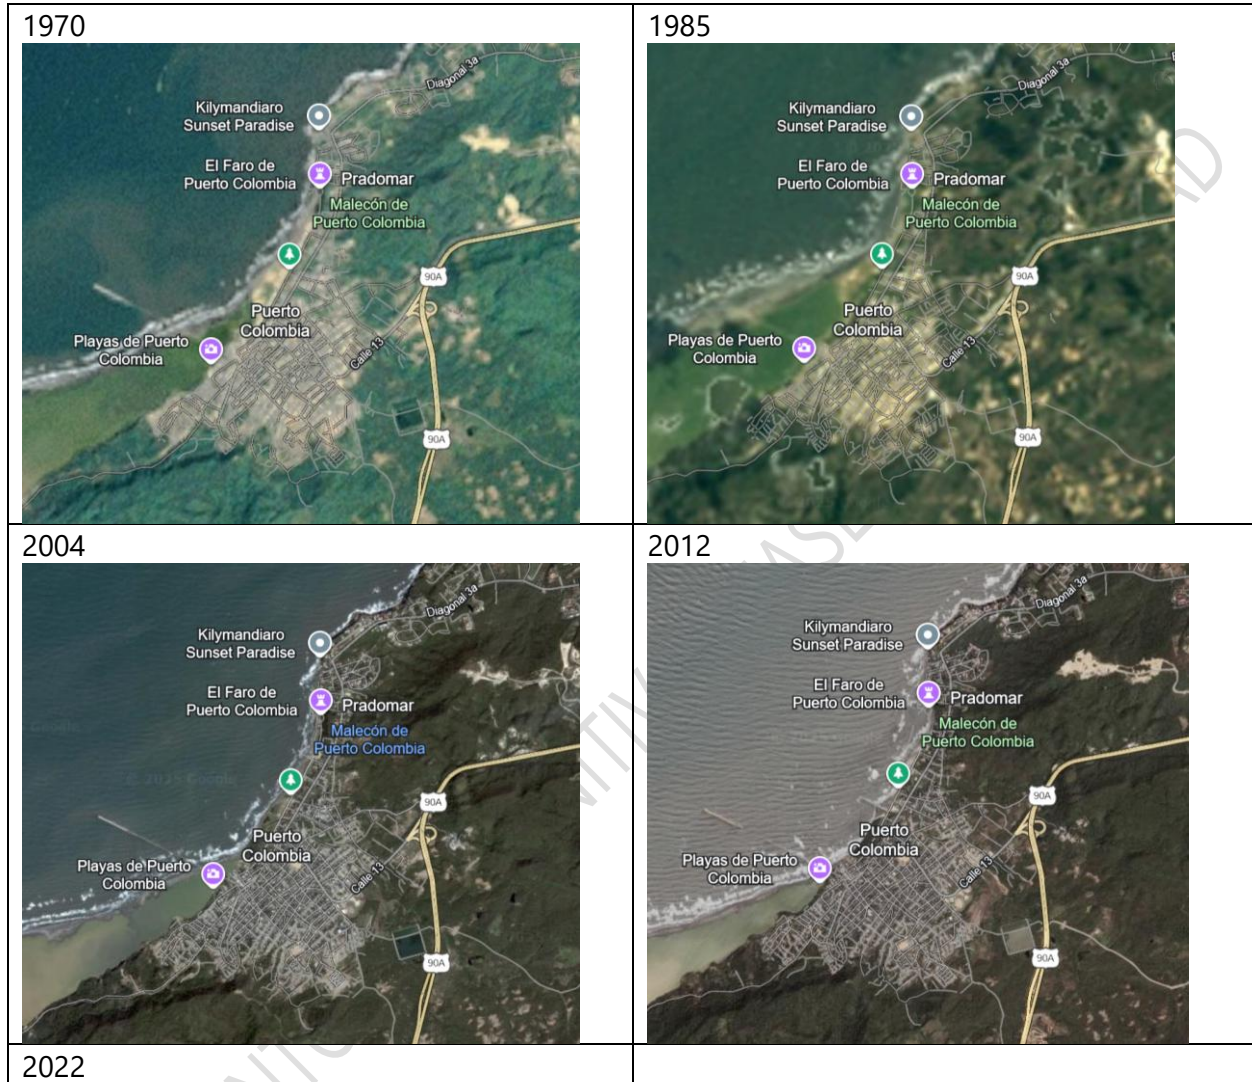 1970
Kilymandiaro
Sunset Paradise
El Faro de
Puerto Colombia
Pradomar
Malecón de
Puerto Colombia
Diagonal 3a
90A
Puerto
Colombia
Playas de Puerto
Colombia
Calle 13
90A
1985
Kilymandiaro
Sunset Paradise
El Faro de
Puerto Colombia
Pradomar
Malecón de
Puerto Colombia
Diagonal 3a
90A
Puerto
Colombia
Playas de Puerto
Colombia
Calle 13
90A
2004
Kilymandiaro
Sunset Paradise
El Faro de
Puerto Colombia
Pradomar
Malecón de
Puerto Colombia
Diagonal 3a
90A
Puerto
Colombia
Playas de Puerto
Colombia
Calle 13
90A
2012
Kilymandiaro
Sunset Paradise
El Faro de
Puerto Colombia
Pradomar
Malecón de
Puerto Colombia
Diagonal 3a
90A
Puerto
Colombia
Playas de Puerto
Colombia
Calle 13
90A
2022